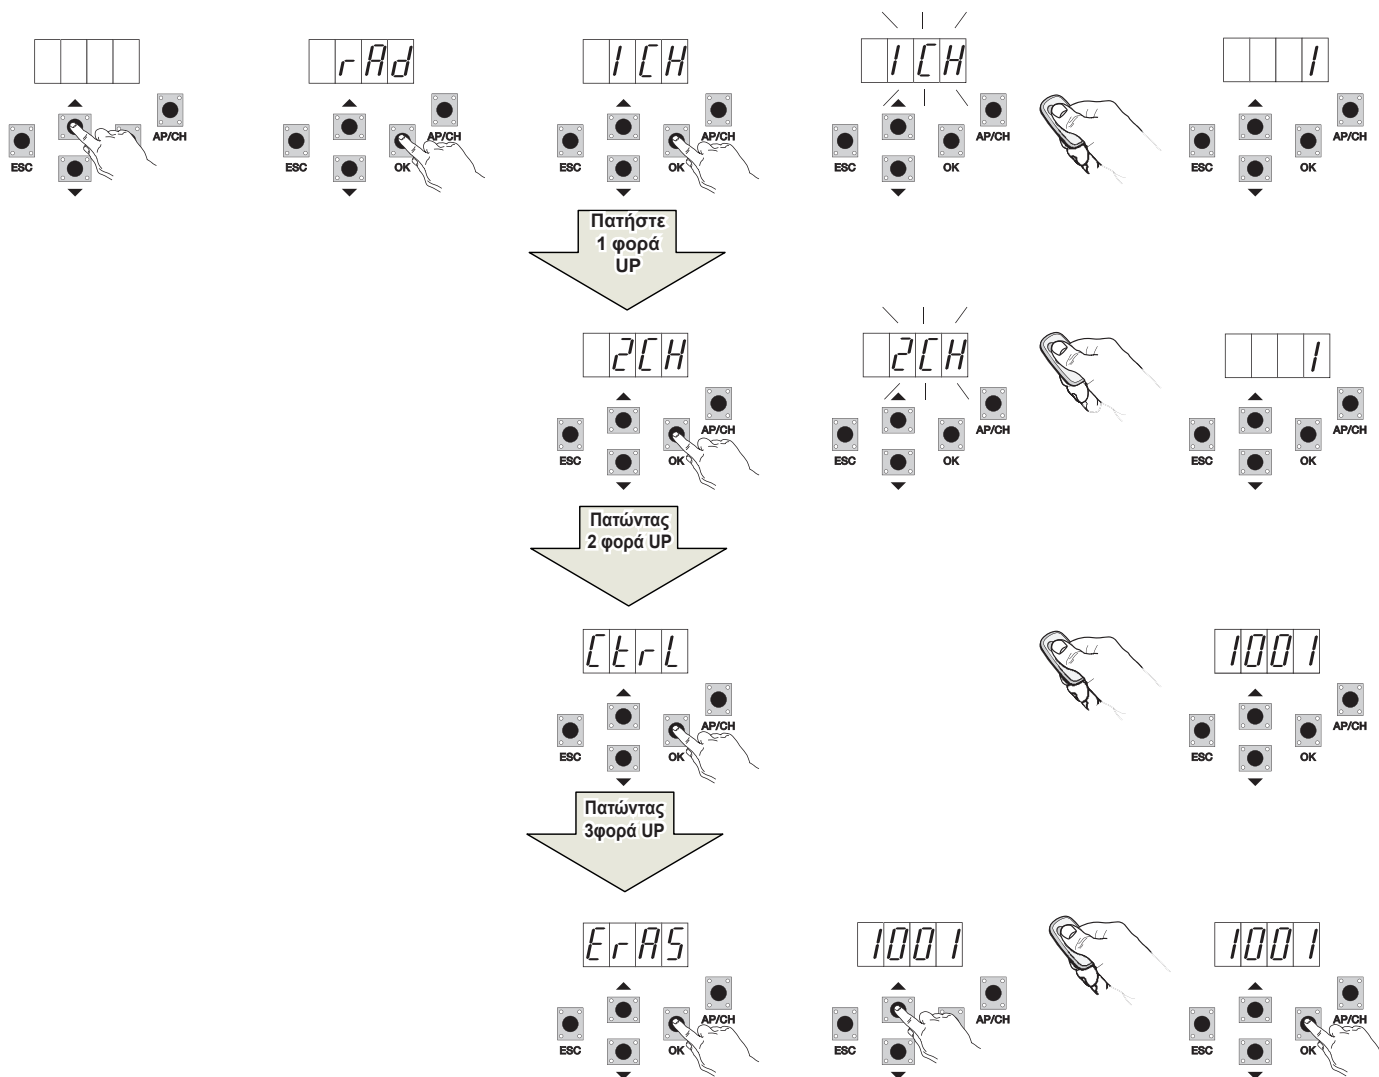 rAd
1CH
1CH
1
ESC
AP/CH
ESC
OK
AP/CH
ESC
OK
AP/CH
ESC
OK
AP/CH
ESC
OK
AP/CH
Πατήστε
1 φορά
UP
2CH
2CH
1
ESC
OK
AP/CH
ESC
OK
AP/CH
ESC
OK
AP/CH
Πατώντας
2 φορά UP
CtrL
1001
ESC
OK
AP/CH
ESC
OK
AP/CH
Πατώντας
3φορά UP
ErAS
1001
1001
ESC
OK
AP/CH
ESC
AP/CH
ESC
OK
AP/CH